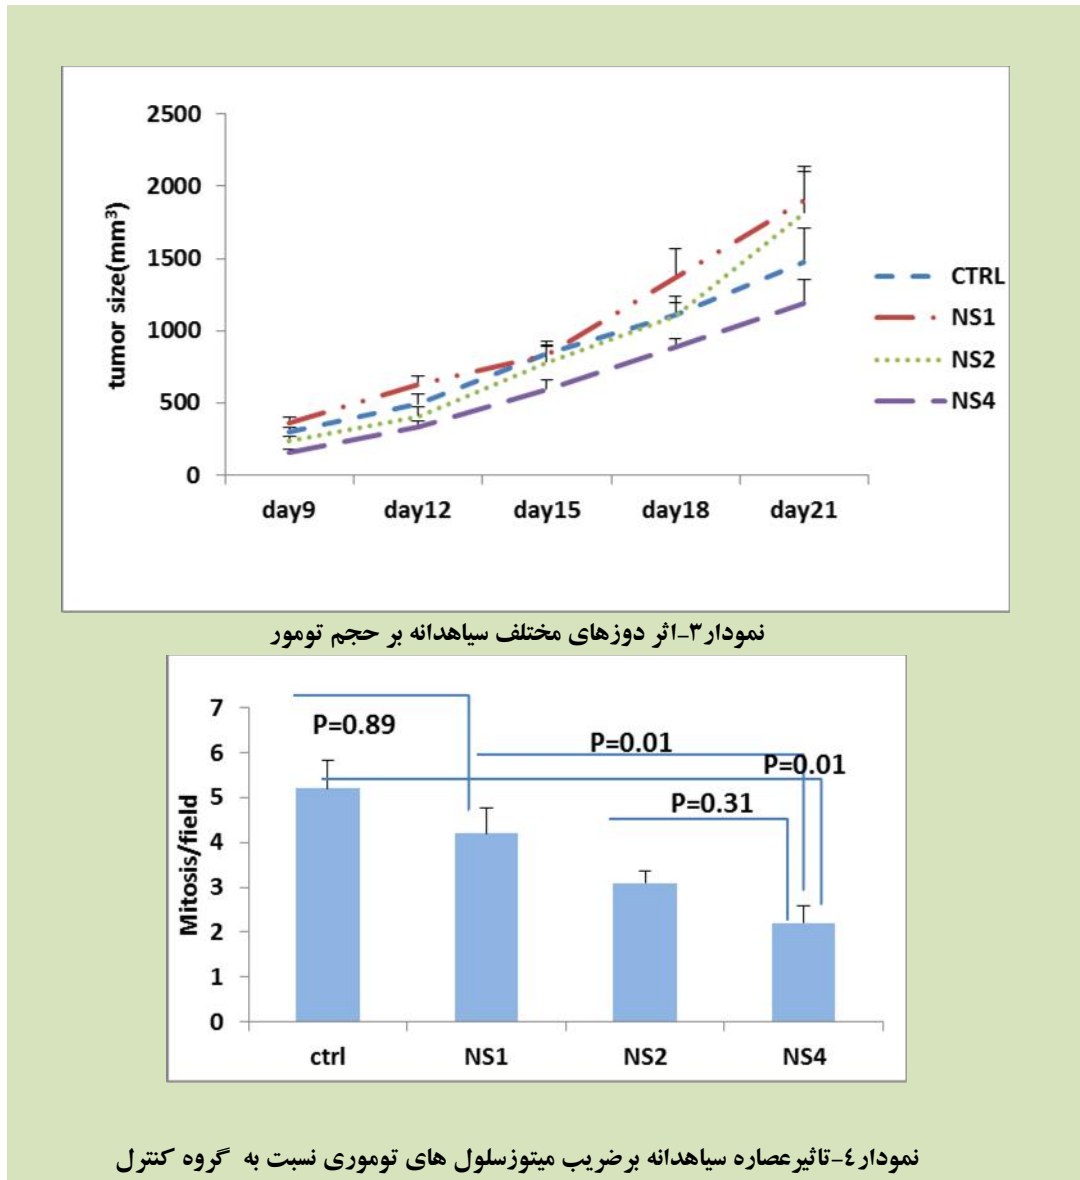 2500
2000
1500
1000
500
0
tumor size(mm³)
day9 day12 day15 day18 day21
CTRL
NS1
NS2
NS4
نمودار۳-اثر دوزهای مختلف سیاهدانه بر حجم تومور
7
6
5
4
3
2
1
0
Mitosis/field
P=0.89
P=0.01
P=0.01
P=0.31
ctrl NS1 NS2 NS4
نمودار٤-تاثیرعصاره سیاهدانه برضریب میتوزسلول های توموری نسبت به گروه کنترل